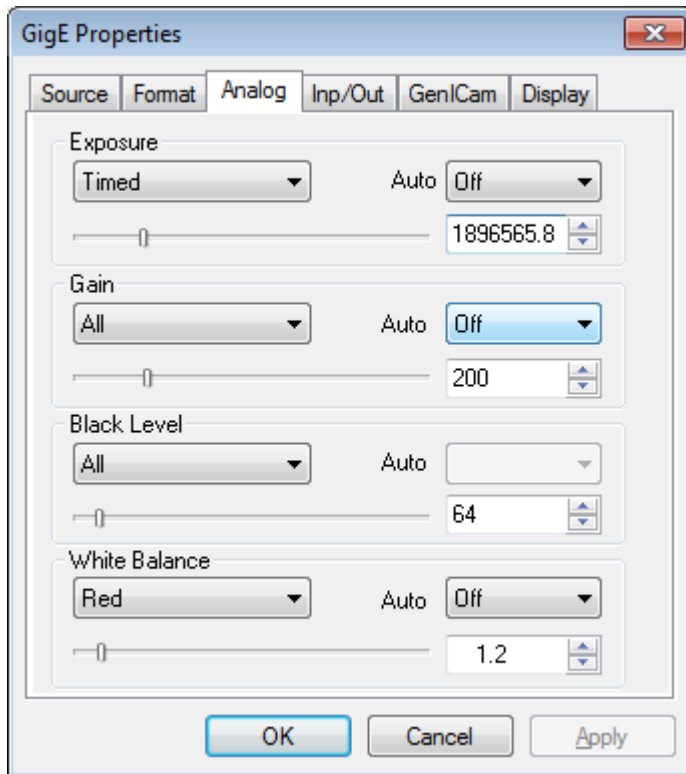 GigE Properties
Source Format Analog Inp/Out GenICam Display
Exposure
Timed Auto Off
1896565.8
Gain
All Auto Off
200
Black Level
All Auto
64
White Balance
Red Auto Off
1.2
OK Cancel Apply